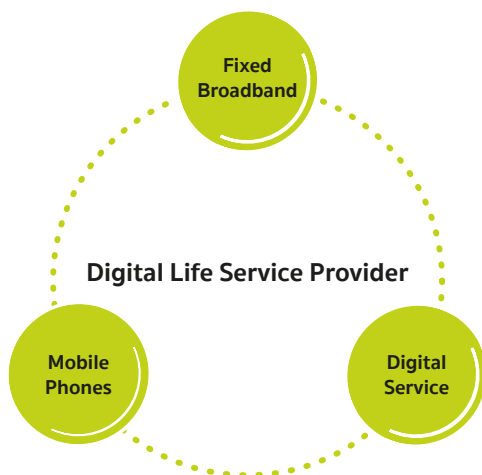 Fixed
Broadband
Digital Life Service Provider
Mobile
Phones
Digital
Service